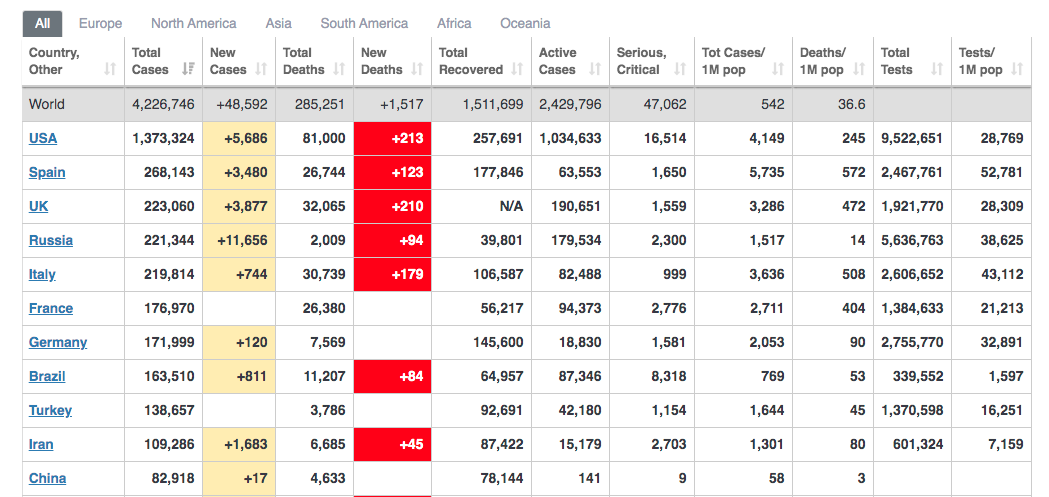 All Europe North America Asia South America Africa Oceania
Country, Total New Total New Total Active Serious, Tot Cases/ Deaths/ Total Tests/
Other Cases Cases Deaths Deaths Recovered Cases Critical 1M pop 1M pop Tests 1M pop
World 4,226,746 +48,592 285,251 +1,517 1,511,699 2,429,796 47,062 542 36.6
USA 1,373,324 +5,686 81,000 +213 257,691 1,034,633 16,514 4,149 245 9,522,651 28,769
Spain 268,143 +3,480 26,744 +123 177,846 63,553 1,650 5,735 572 2,467,761 52,781
UK 223,060 +3,877 32,065 +210 N/A 190,651 1,559 3,286 472 1,921,770 28,309
Russia 221,344 +11,656 2,009 +94 39,801 179,534 2,300 1,517 14 5,636,763 38,625
Italy 219,814 +744 30,739 +179 106,587 82,488 999 3,636 508 2,606,652 43,112
France 176,970 26,380 56,217 94,373 2,776 2,711 404 1,384,633 21,213
Germany 171,999 +120 7,569 145,600 18,830 1,581 2,053 90 2,755,770 32,891
Brazil 163,510 +811 11,207 +84 64,957 87,346 8,318 769 53 339,552 1,597
Turkey 138,657 3,786 92,691 42,180 1,154 1,644 45 1,370,598 16,251
Iran 109,286 +1,683 6,685 +45 87,422 15,179 2,703 1,301 80 601,324 7,159
China 82,918 +17 4,633 78,144 141 9 58 3